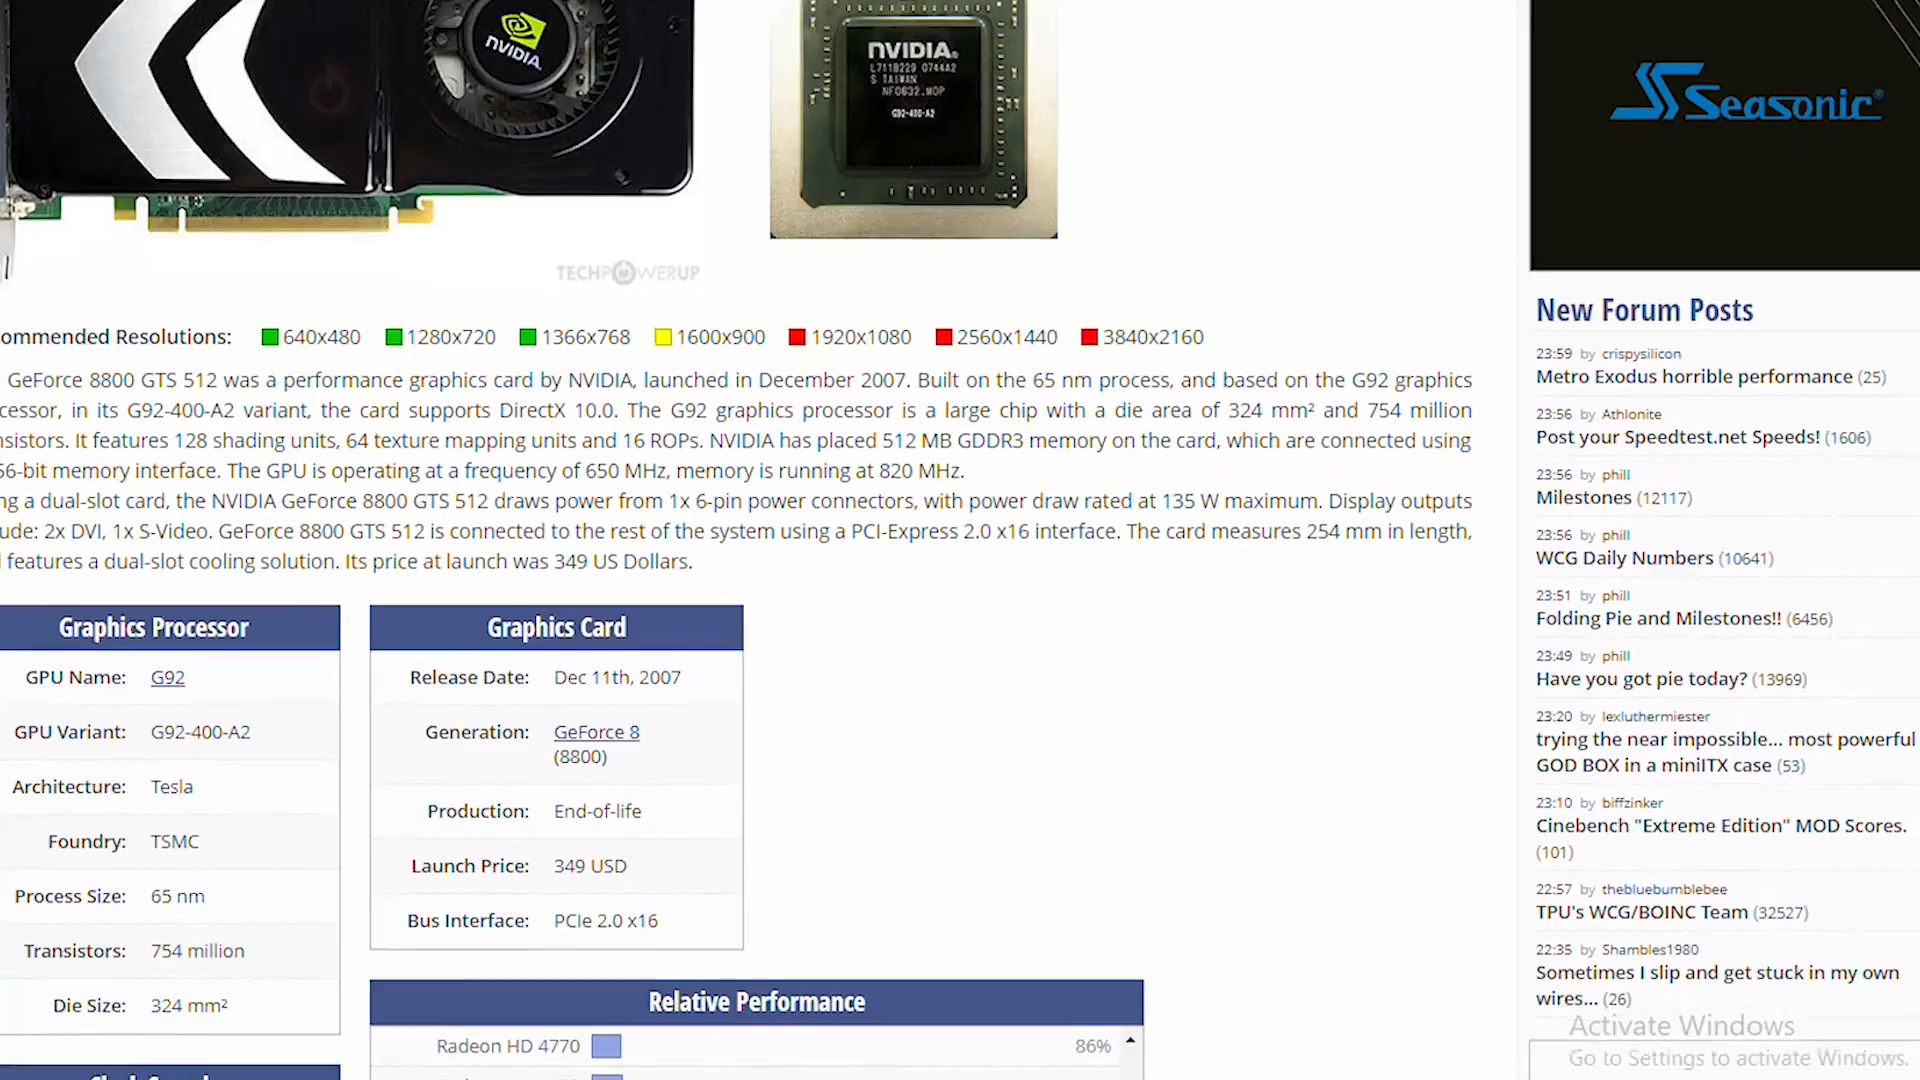 NVIDIA.
NVIDIA®
L711B229 0744A2
S TAIWAN
NF0632.MOP
G92-400-A2
Seasonic®
TECHPOWERUP
New Forum Posts
ommended Resolutions: 640x480 1280x720 1366x768 1600x900 1920x1080 2560x1440 3840x2160
GeForce 8800 GTS 512 was a performance graphics card by NVIDIA, launched in December 2007. Built on the 65 nm process, and based on the G92 graphics
cessor, in its G92-400-A2 variant, the card supports DirectX 10.0. The G92 graphics processor is a large chip with a die area of 324 mm² and 754 million
nsistors. It features 128 shading units, 64 texture mapping units and 16 ROPs. NVIDIA has placed 512 MB GDDR3 memory on the card, which are connected using
56-bit memory interface. The GPU is operating at a frequency of 650 MHz, memory is running at 820 MHz.
ng a dual-slot card, the NVIDIA GeForce 8800 GTS 512 draws power from 1x 6-pin power connectors, with power draw rated at 135 W maximum. Display outputs
ude: 2x DVI, 1x S-Video. GeForce 8800 GTS 512 is connected to the rest of the system using a PCI-Express 2.0 x16 interface. The card measures 254 mm in length,
features a dual-slot cooling solution. Its price at launch was 349 US Dollars.
Graphics Processor
GPU Name: G92
GPU Variant: G92-400-A2
Architecture: Tesla
Foundry: TSMC
Process Size: 65 nm
Transistors: 754 million
Die Size: 324 mm²
Graphics Card
Release Date: Dec 11th, 2007
Generation: GeForce 8
(8800)
Production: End-of-life
Launch Price: 349 USD
Bus Interface: PCIe 2.0 x16
Relative Performance
Radeon HD 4770 86%
23:59 by crispysilicon
Metro Exodus horrible performance (25)
23:56 by Athlonite
Post your Speedtest.net Speeds! (1606)
23:56 by phill
Milestones (12117)
23:56 by phill
WCG Daily Numbers (10641)
23:51 by phill
Folding Pie and Milestones!! (6456)
23:49 by phill
Have you got pie today? (13969)
23:20 by lexluthermiester
trying the near impossible... most powerful
GOD BOX in a miniITX case (53)
23:10 by biffzinker
Cinebench "Extreme Edition" MOD Scores.
(101)
22:57 by thebluebumblebee
TPU's WCG/BOINC Team (32527)
22:35 by Shambles1980
Sometimes I slip and get stuck in my own
wires... (26)
Activate Windows
Go to Settings to activate Windows.